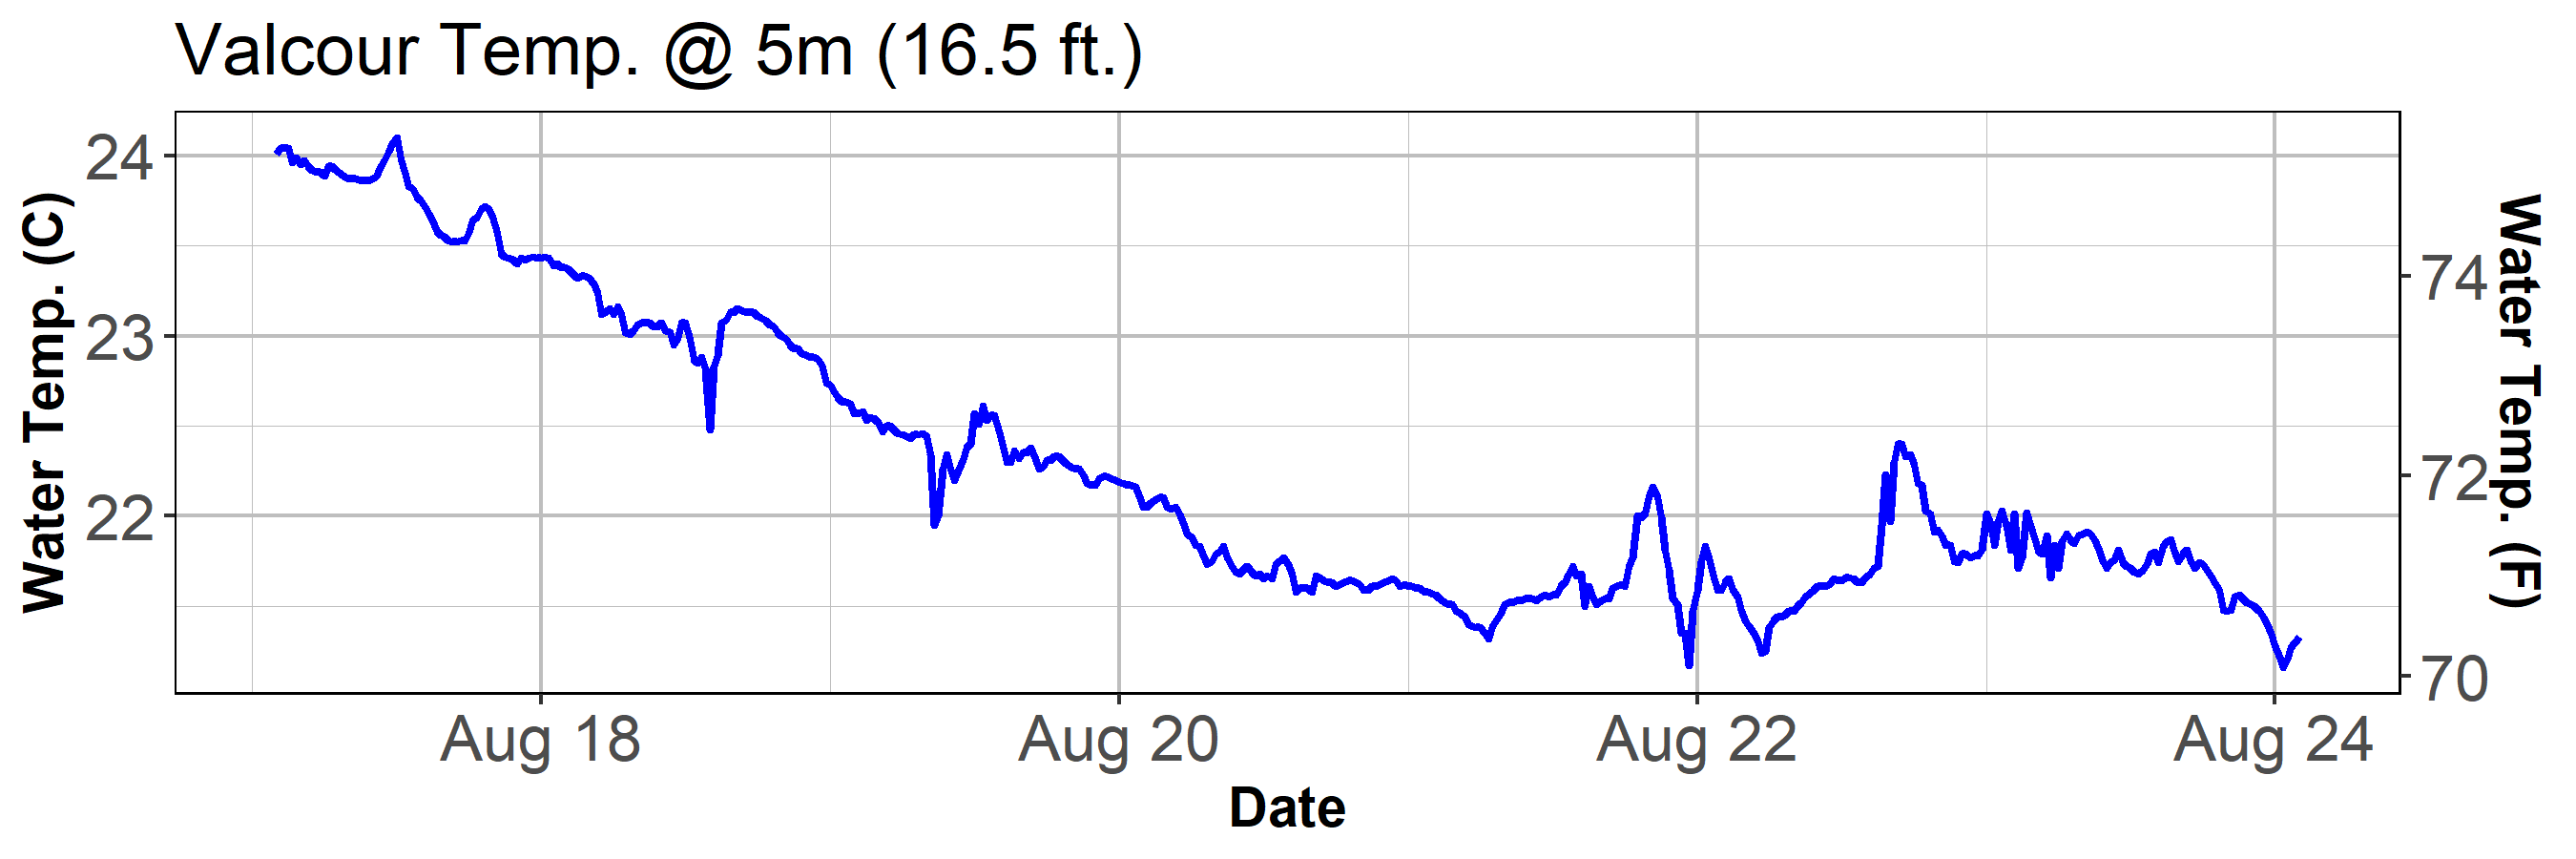 Valcour Temp. @ 5m (16.5 ft.)
Water Temp. (C)
24
23
22
74
72
70
Water Temp. (F)
Aug 18
Aug 20
Aug 22
Aug 24
Date